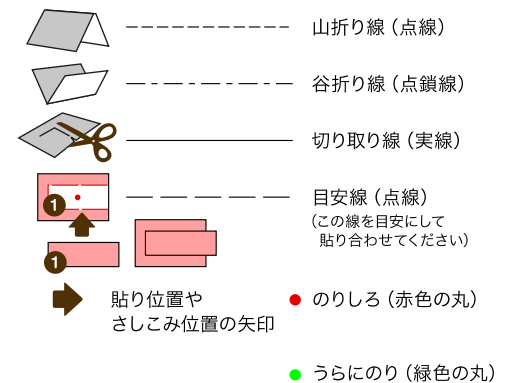 山折り線（点線）
谷折り線（点鎖線）
切り取り線（実線）
目安線（点線）
（この線を目安にして
貼り合わせてください）
1
1
貼り位置や
さしこみ位置の矢印
のりしろ（赤色の丸）
うらにのり（緑色の丸）